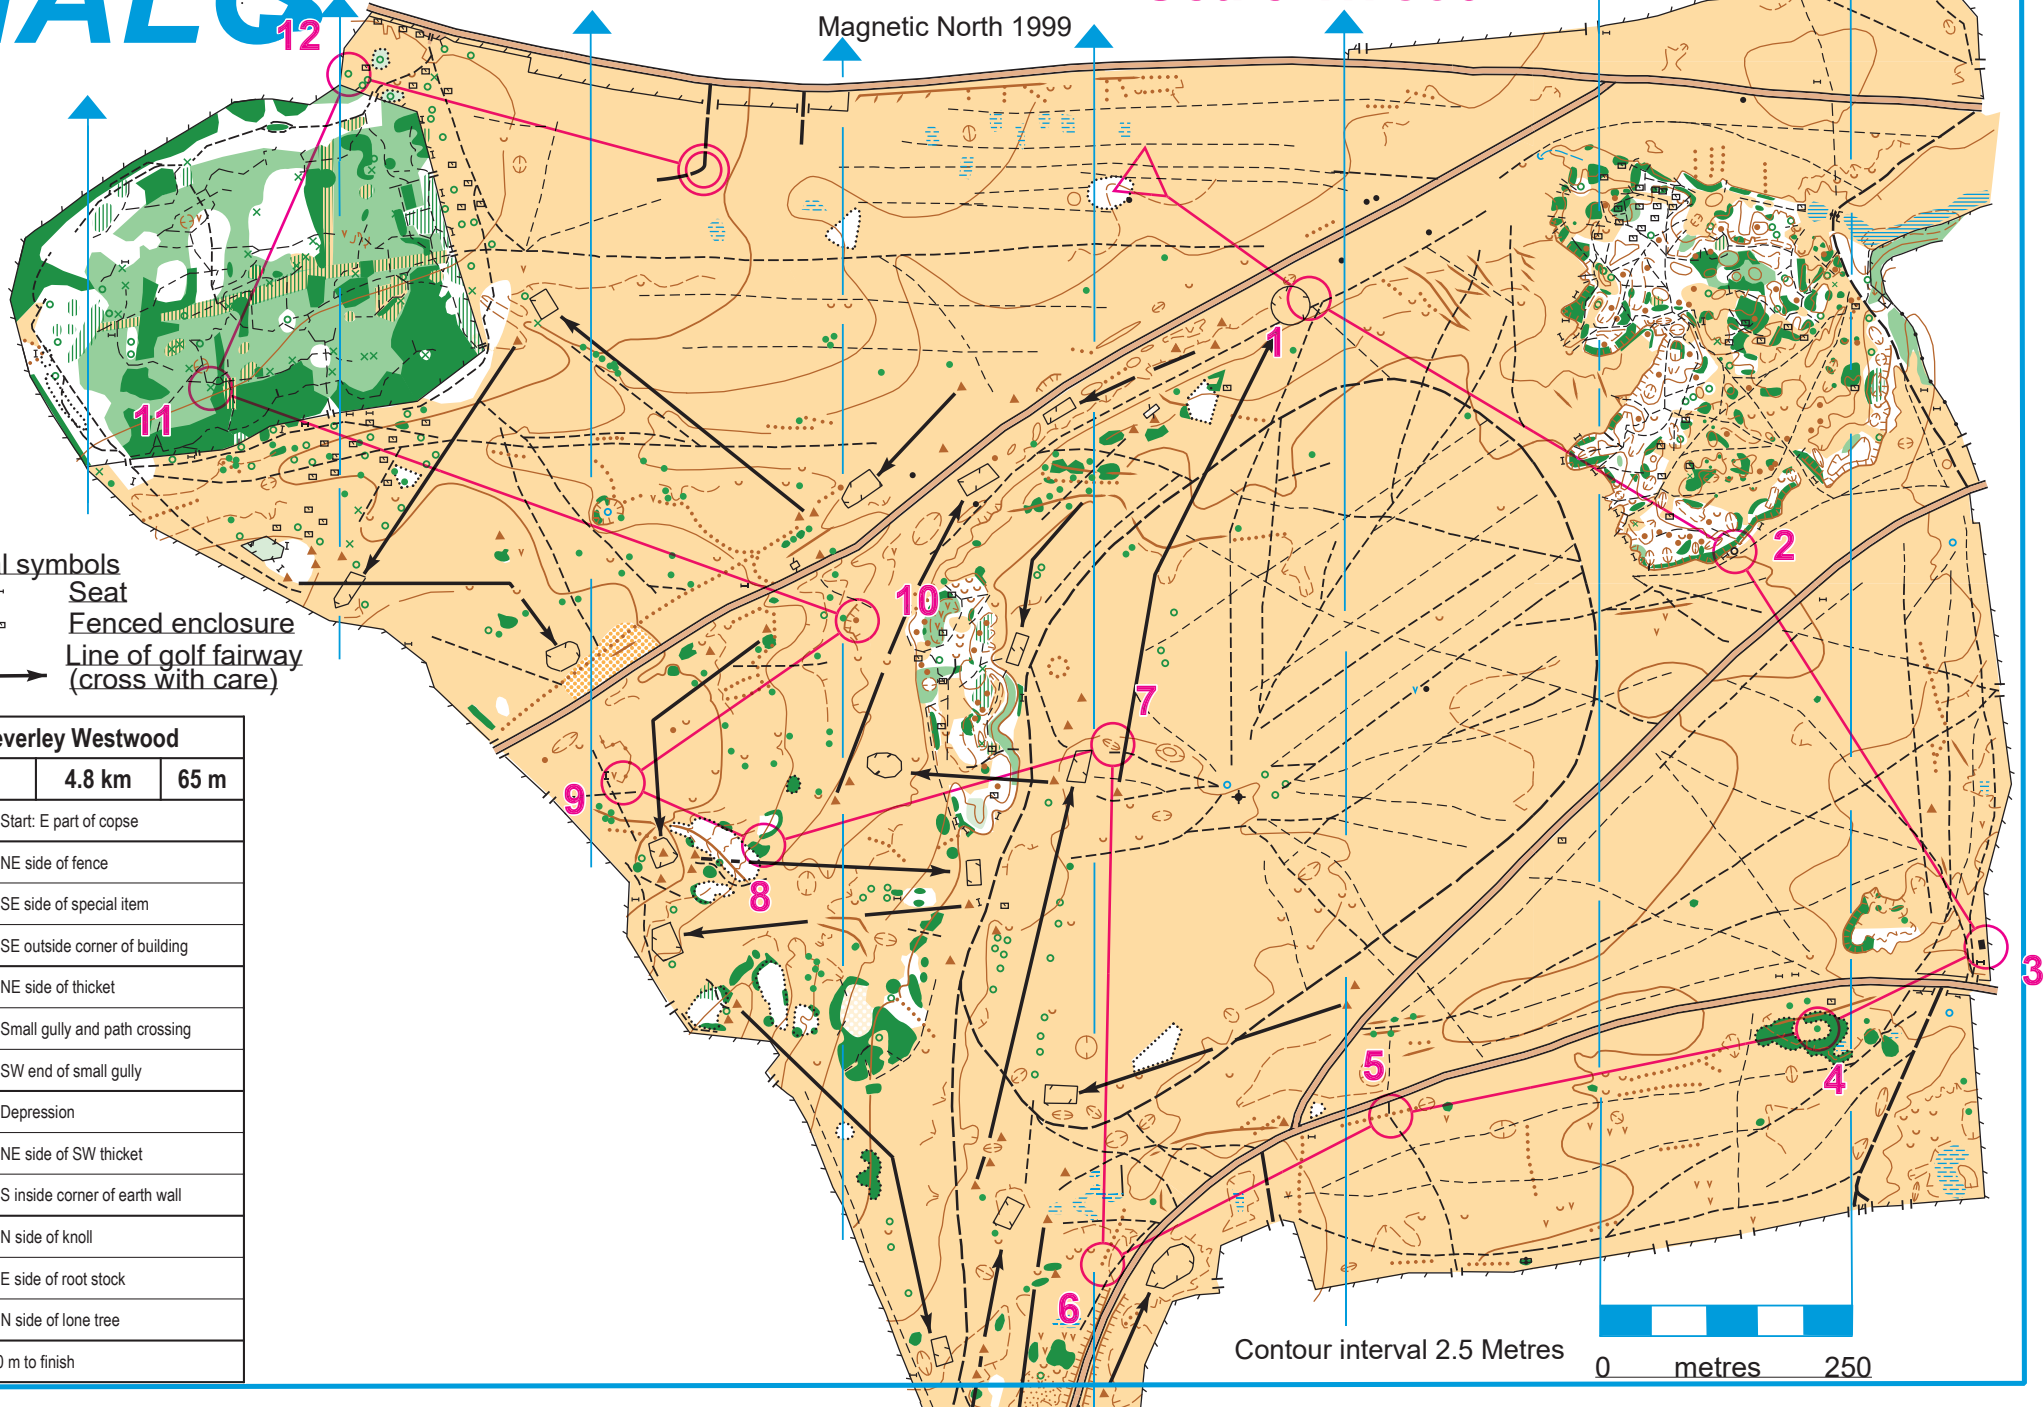 12
Magnetic North 1999
1
2
11
10
symbols
Seat
Fenced enclosure
Line of golf fairway
(cross with care)
7
everley Westwood
4.8 km 65 m
9
Start: E part of copse
NE side of fence
8
SE side of special item
SE outside corner of building
3
NE side of thicket
Small gully and path crossing
5
SW end of small gully
4
Depression
NE side of SW thicket
S inside corner of earth wall
N side of knoll
E side of root stock
6
N side of lone tree
Contour interval 2.5 Metres
0 metres 250
0 m to finish